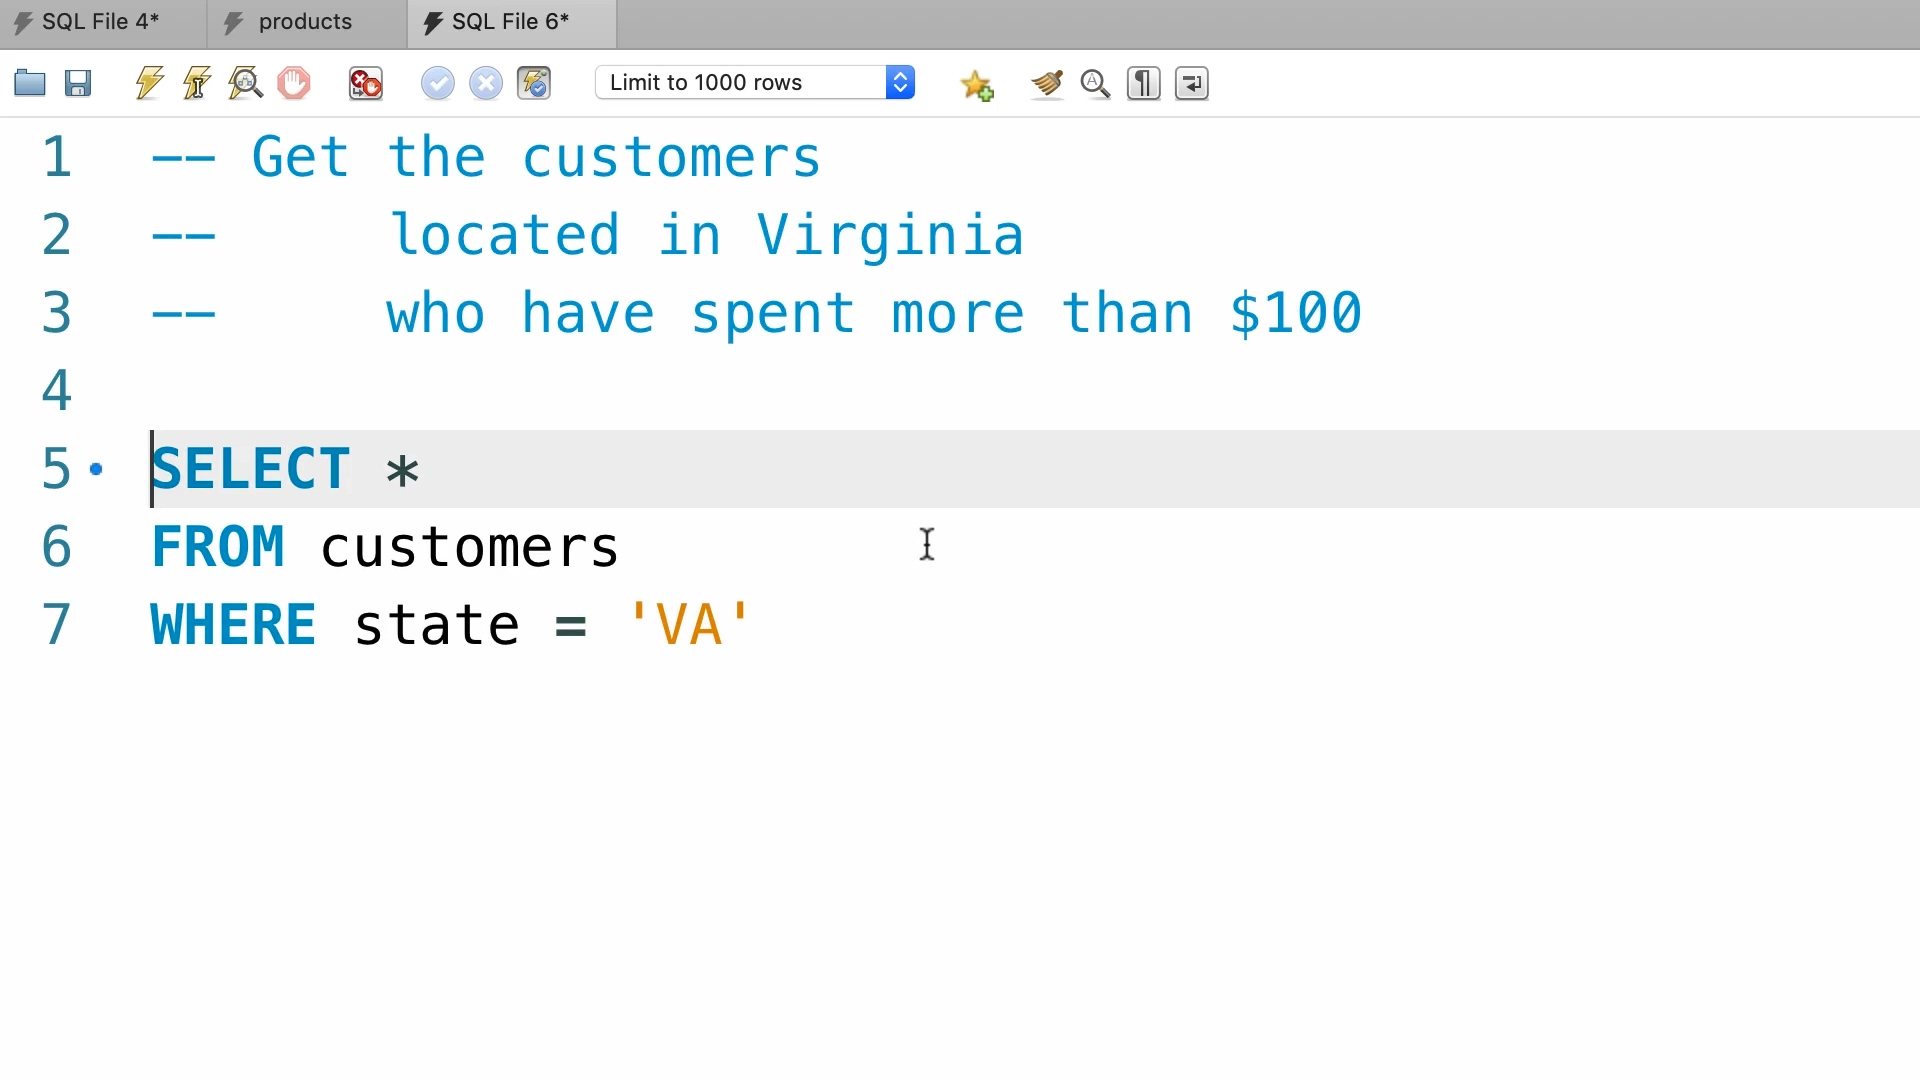 SQL File 4* products SQL File 6*
Limit to 1000 rows
1 -- Get the customers
2 -- located in Virginia
3 -- who have spent more than $100
4
5 SELECT *
6 FROM customers
7 WHERE state = 'VA'